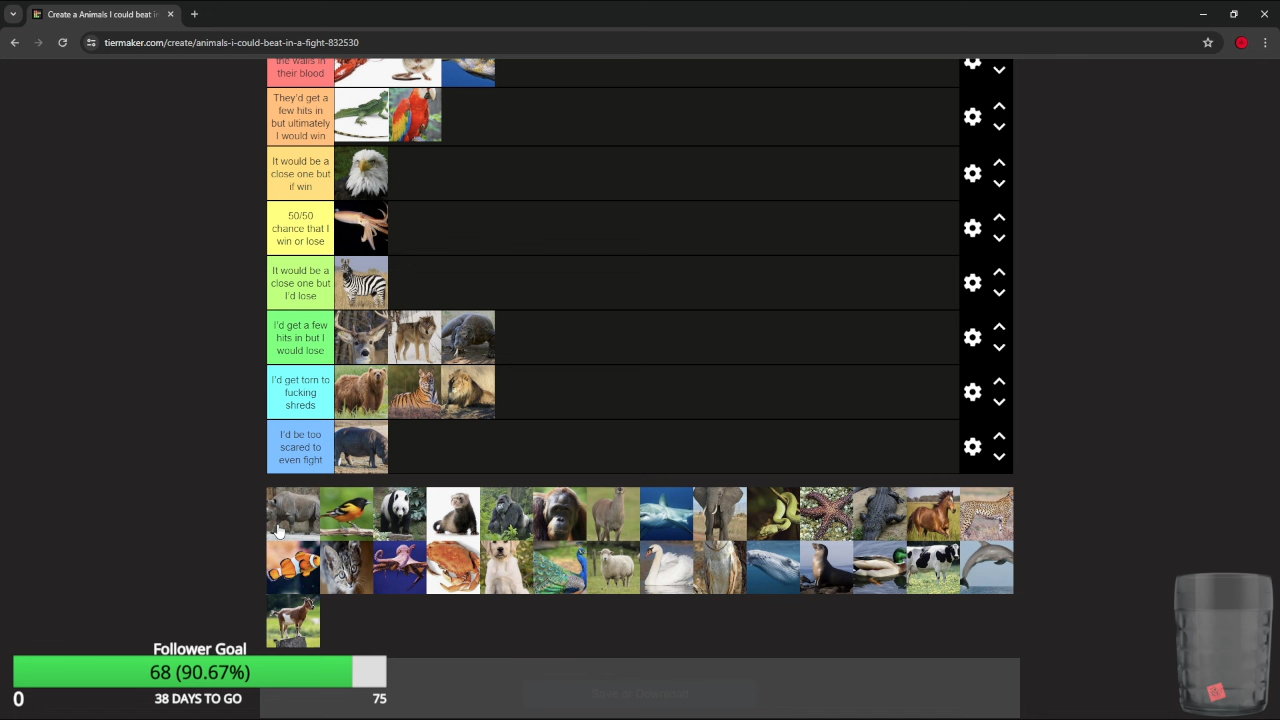 Create a Animals I could beat in
tiermaker.com/create/animals-i-could-beat-in-a-fight-832530
the walls in
their blood
They'd get a
few hits in
but ultimately
I would win
It would be a
close one but
if win
50/50
chance that I
win or lose
It would be a
close one but
I'd lose
I'd get a few
hits in but I
would lose
I'd get torn to
fucking
shreds
I'd be too
scared to
even fight
Save or Download
Follower Goal
68 (90.67%)
0
38 DAYS TO GO
75